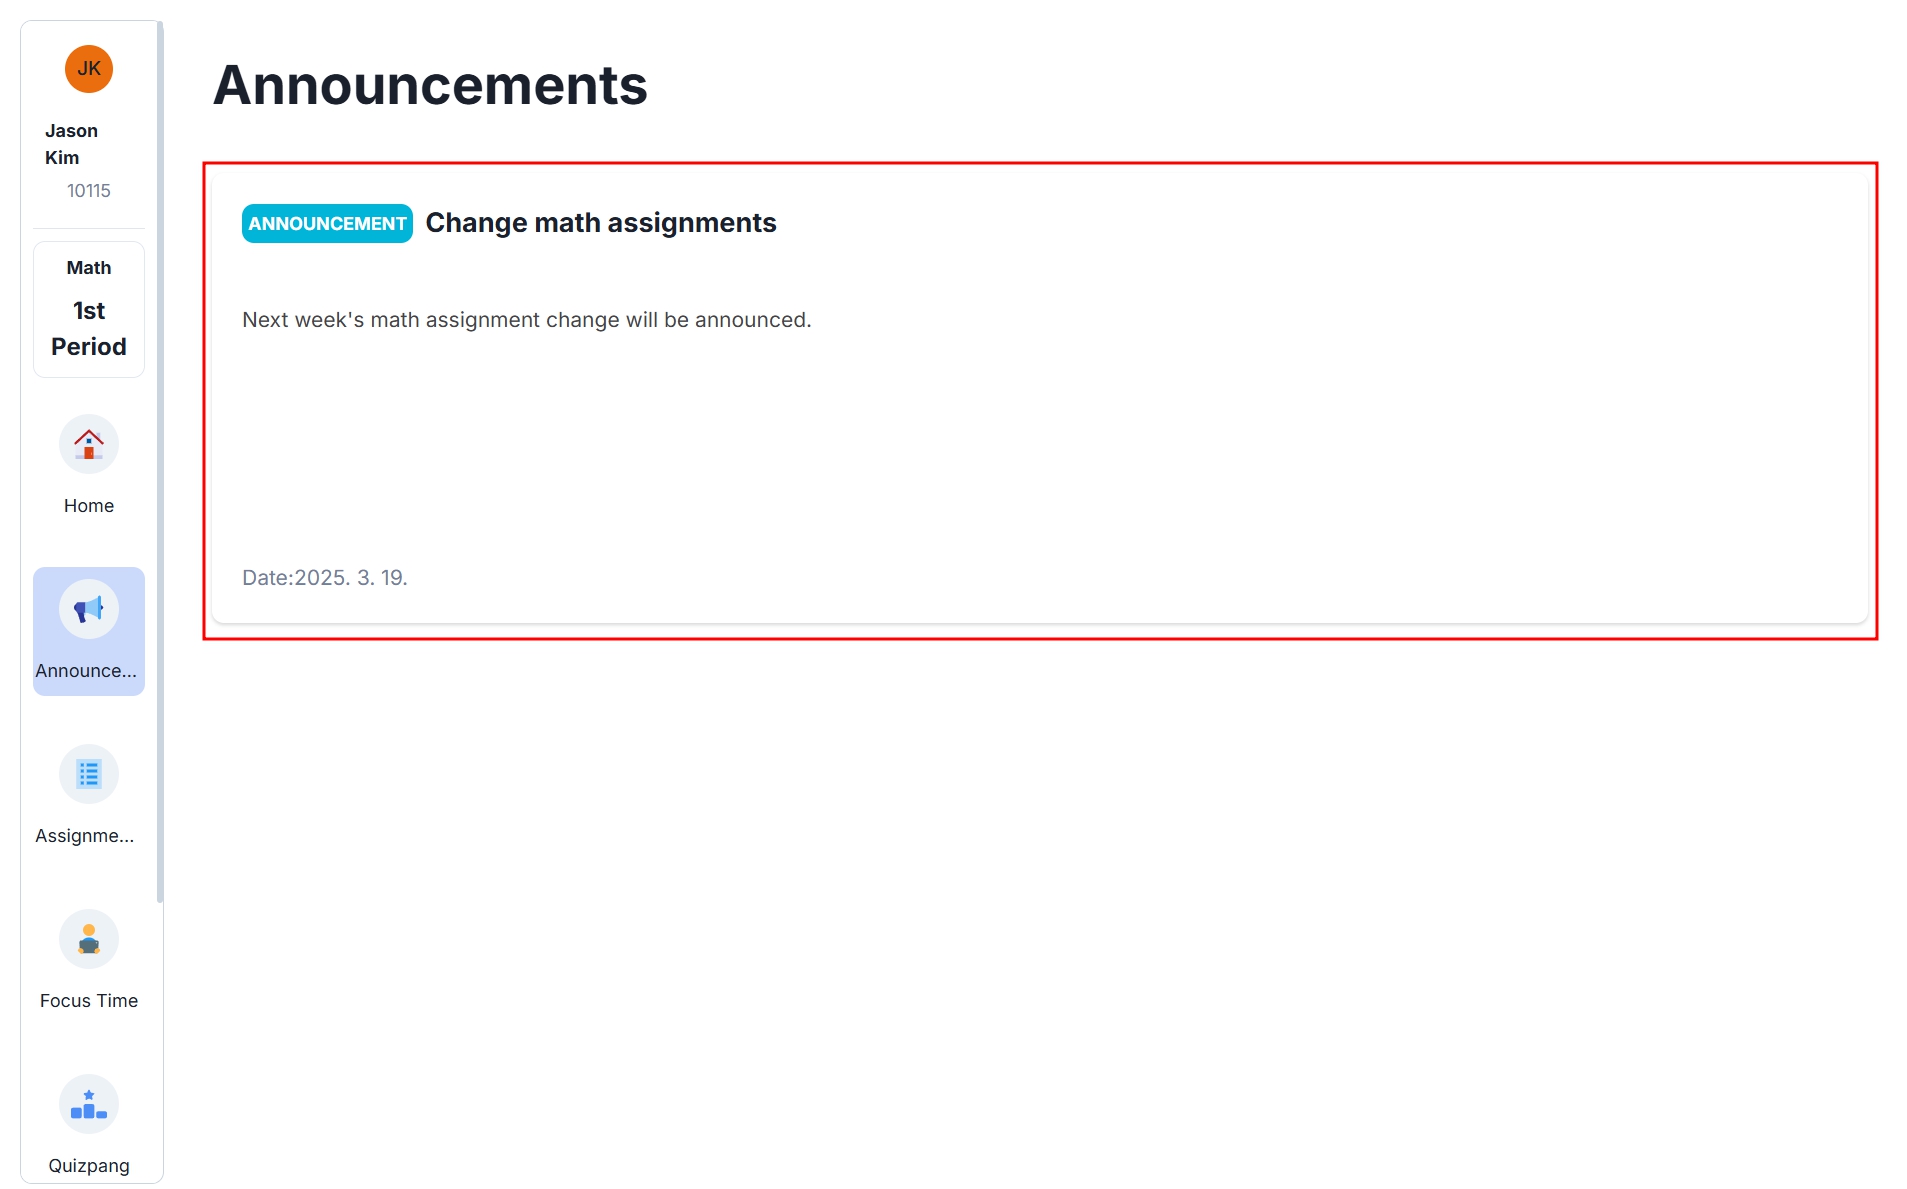 JK
Jason
Kim
10115
Math
1st
Period
Home
Announce...
Assignme...
Focus Time
Quizpang
Announcements
ANNOUNCEMENT Change math assignments
Next week's math assignment change will be announced.
Date:2025. 3. 19.